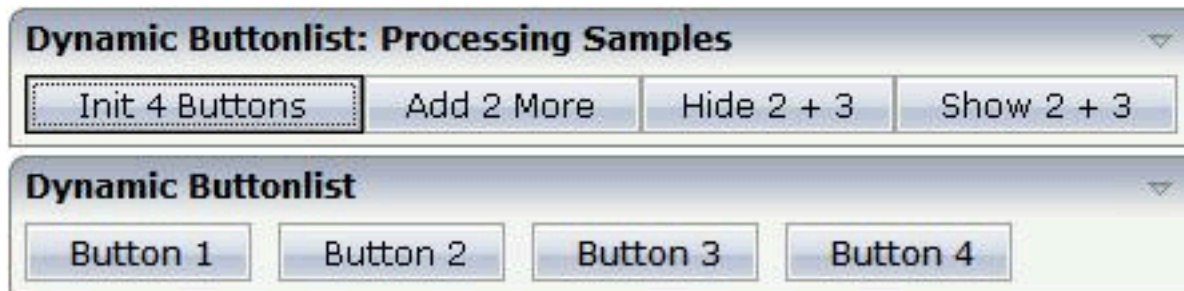 Dynamic Buttonlist: Processing Samples
Init 4 Buttons Add 2 More Hide 2 + 3 Show 2 + 3
Dynamic Buttonlist
Button 1 Button 2 Button 3 Button 4